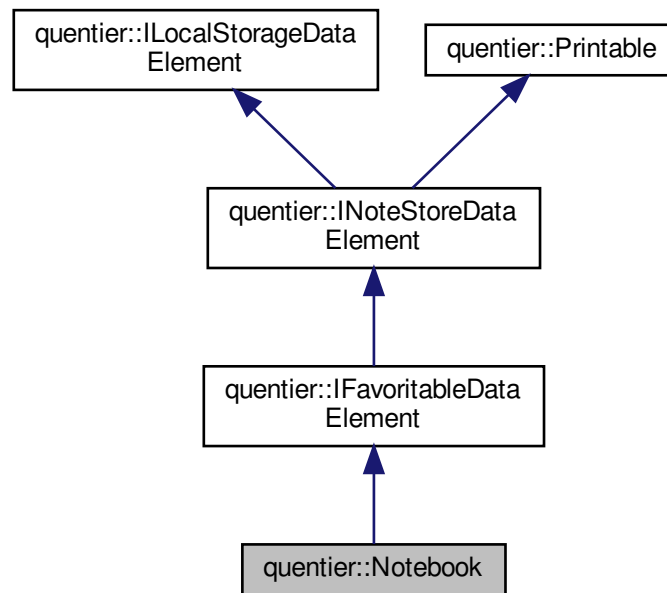 quentier::ILocalStorageData
Element
quentier::Printable
quentier::INoteStoreData
Element
quentier::IFavoritableData
Element
quentier::Notebook